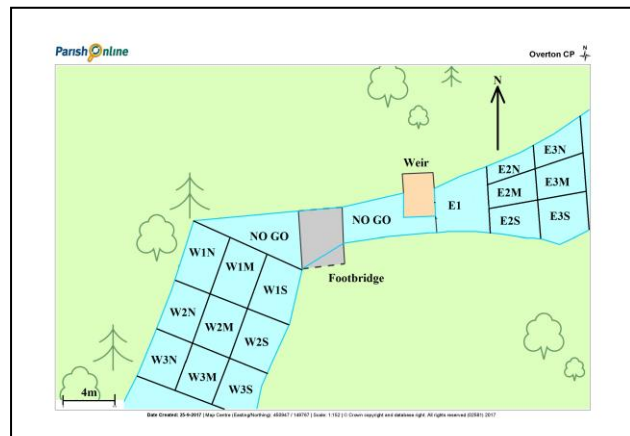 Parish Online
Overton CP
N
N
Weir
E3N
E2N
E2M
E3M
E1
E2S
E3S
NO GO
NO GO
Footbridge
W1N
W1M
W1S
W2N
W2M
W2S
W3N
W3M
W3S
4m